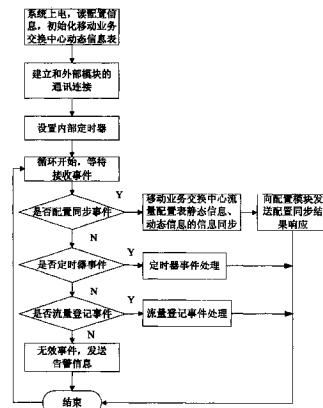 系统上电，读配置信
息，初始化移动业务
交换中心动态信息表
建立和外部模块的
通讯连接
设置内部定时器
循环开始，等待
接收事件
是否配置同步事件
Y
移动业务交换中心流
量配置表静态信息、
动态信息的信息同步
向配置模块发
送配置同步结
果响应
N
是否定时器事件
Y
定时器事件处理
N
是否流量登记事件
Y
流量登记事件处理
N
无效事件，发送
告警信息
结束